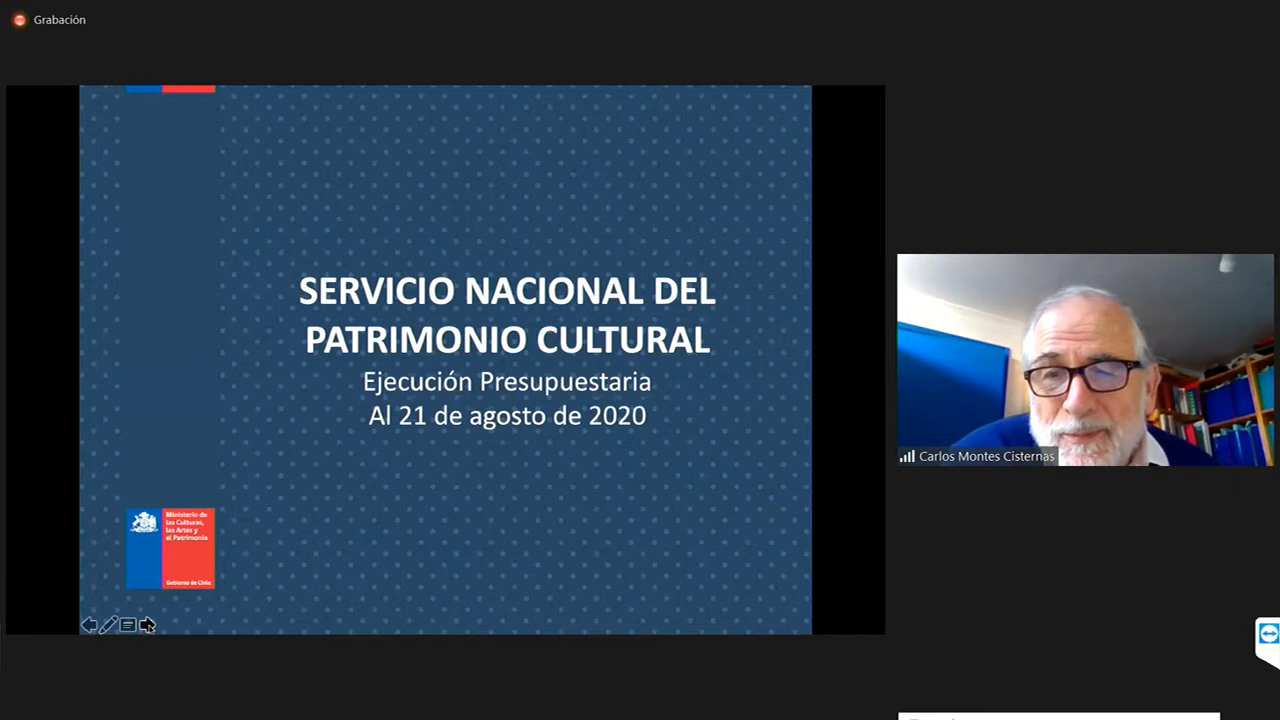 Grabación
SERVICIO NACIONAL DEL
PATRIMONIO CULTURAL
Ejecución Presupuestaria
Al 21 de agosto de 2020
Ministerio de
las Culturas,
las Artes y
el Patrimonio
Gobierno de Chile
Carlos Montes Cisternas